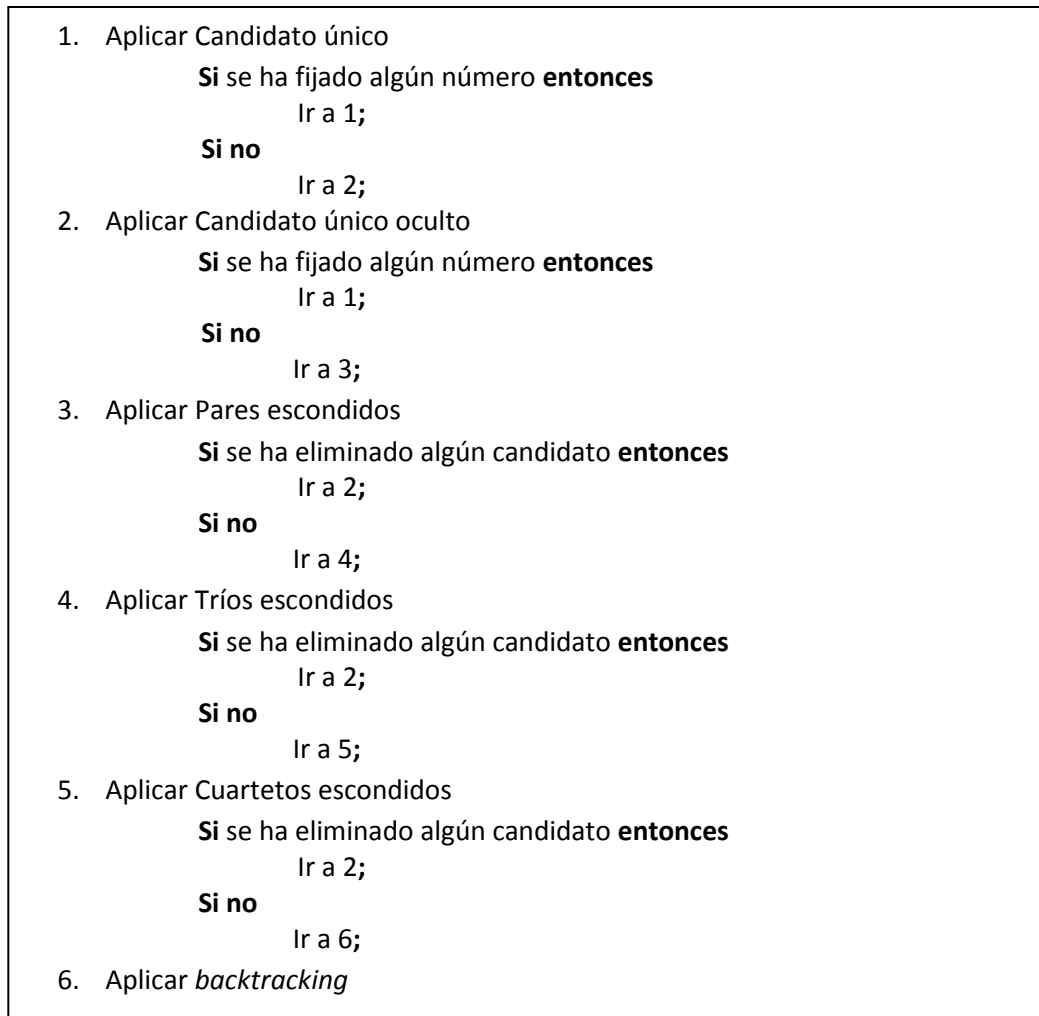 1. Aplicar Candidato único
Si se ha fijado algún número entonces
Ir a 1;
Si no
Ir a 2;
2. Aplicar Candidato único oculto
Si se ha fijado algún número entonces
Ir a 1;
Si no
Ir a 3;
3. Aplicar Pares escondidos
Si se ha eliminado algún candidato entonces
Ir a 2;
Si no
Ir a 4;
4. Aplicar Tríos escondidos
Si se ha eliminado algún candidato entonces
Ir a 2;
Si no
Ir a 5;
5. Aplicar Cuartetos escondidos
Si se ha eliminado algún candidato entonces
Ir a 2;
Si no
Ir a 6;
6. Aplicar backtracking